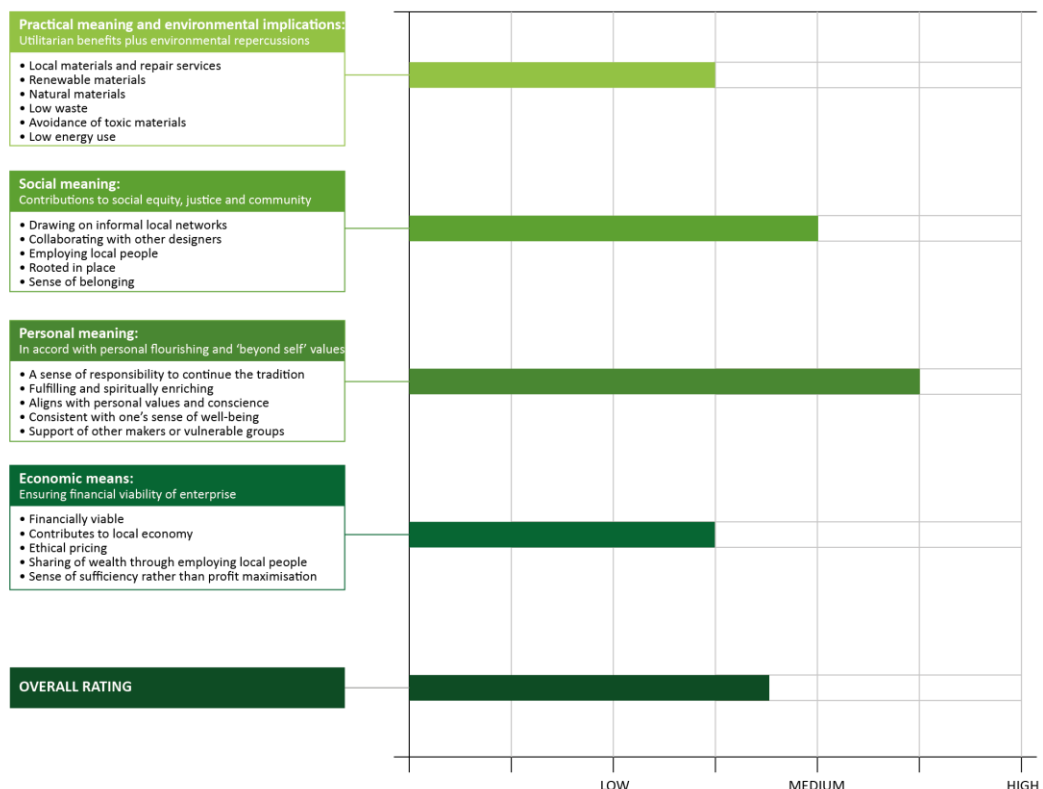 Practical meaning and environmental implications:
Utilitarian benefits plus environmental repercussions
• Local materials and repair services
• Renewable materials
• Natural materials
• Low waste
• Avoidance of toxic materials
• Low energy use
Social meaning:
Contributions to social equity, justice and community
• Drawing on informal local networks
• Collaborating with other designers
• Employing local people
• Rooted in place
• Sense of belonging
Personal meaning:
In accord with personal flourishing and ‘beyond self’ values
• A sense of responsibility to continue the tradition
• Fulfilling and spiritually enriching
• Aligns with personal values and conscience
• Consistent with one’s sense of well-being
• Support of other makers or vulnerable groups
Economic means:
Ensuring financial viability of enterprise
• Financially viable
• Contributes to local economy
• Ethical pricing
• Sharing of wealth through employing local people
• Sense of sufficiency rather than profit maximisation
OVERALL RATING
LOW MEDIUM HIGH